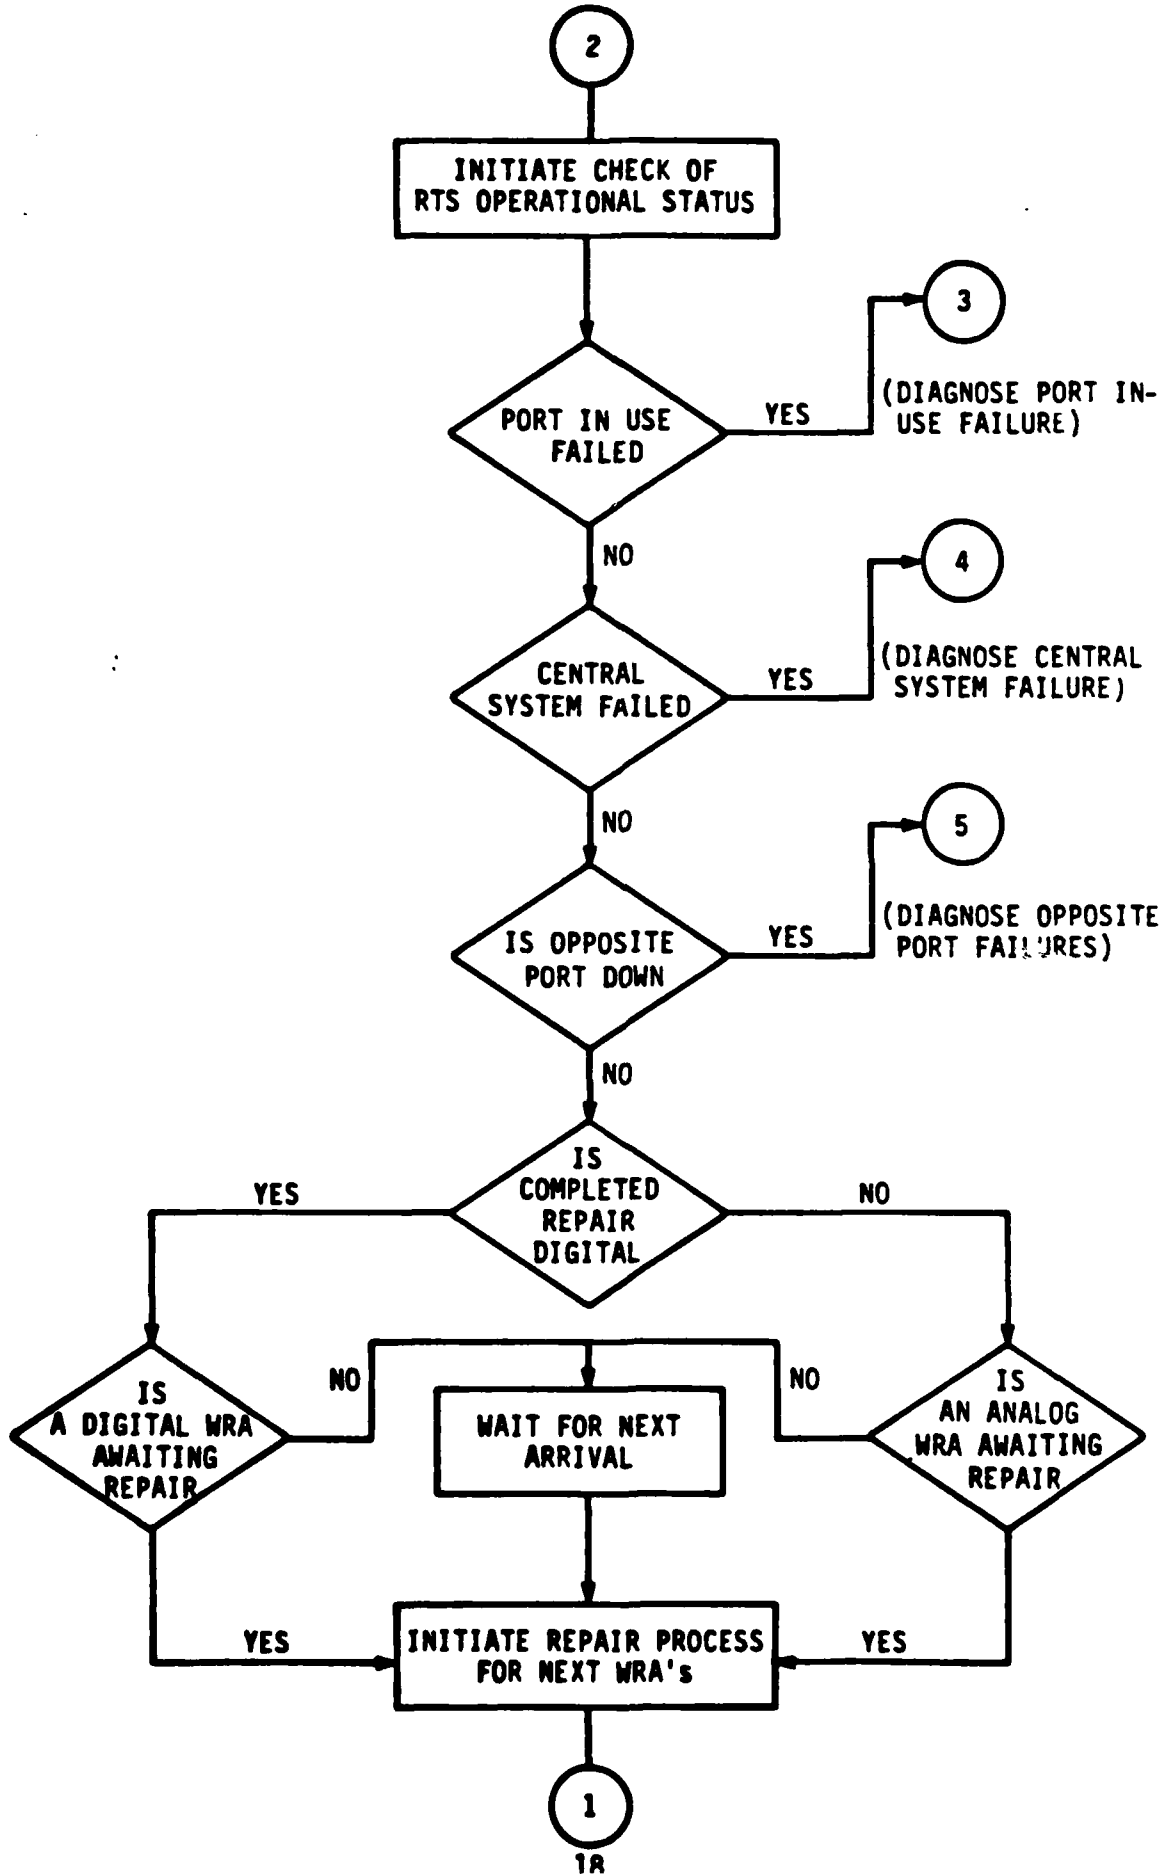 2
INITIATE CHECK OF
RTS OPERATIONAL STATUS
3
(DIAGNOSE PORT IN-
USE FAILURE)
YES
PORT IN USE
FAILED
NO
4
(DIAGNOSE CENTRAL
SYSTEM FAILURE)
YES
CENTRAL
SYSTEM FAILED
NO
5
(DIAGNOSE OPPOSITE
PORT FAILURES)
YES
IS OPPOSITE
PORT DOWN
NO
IS
COMPLETED
REPAIR
DIGITAL
YES
NO
IS
A DIGITAL WRA
AWAITING
REPAIR
NO
WAIT FOR NEXT
ARRIVAL
NO
IS
AN ANALOG
WRA AWAITING
REPAIR
YES
INITIATE REPAIR PROCESS
FOR NEXT WRA's
YES
1
18